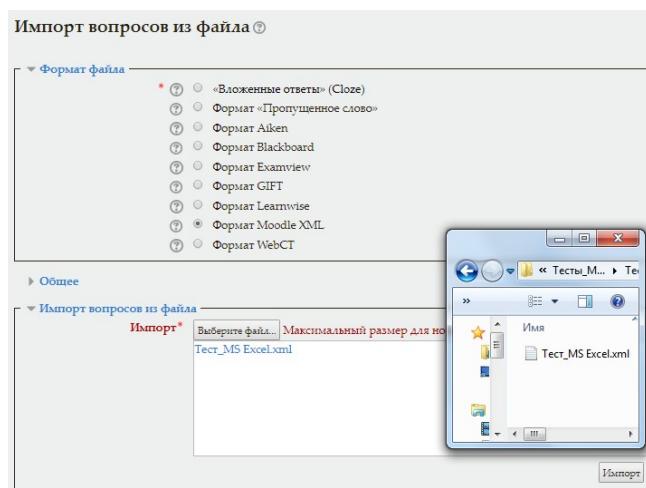 Импорт вопросов из файла
Формат файла
«Вложенные ответы» (Cloze)
Формат «Пропущенное слово»
Формат Aiken
Формат Blackboard
Формат Examview
Формат GIFT
Формат Learnwise
Формат Moodle XML
Формат WebCT
« Тесты_М... ▸ Те
Общее
»
Импорт вопросов из файла
Имя
Импорт* Выберите файл... Максимальный размер для но
Тест_MS Excel.xml
Тест_MS Excel.xml
Импорт